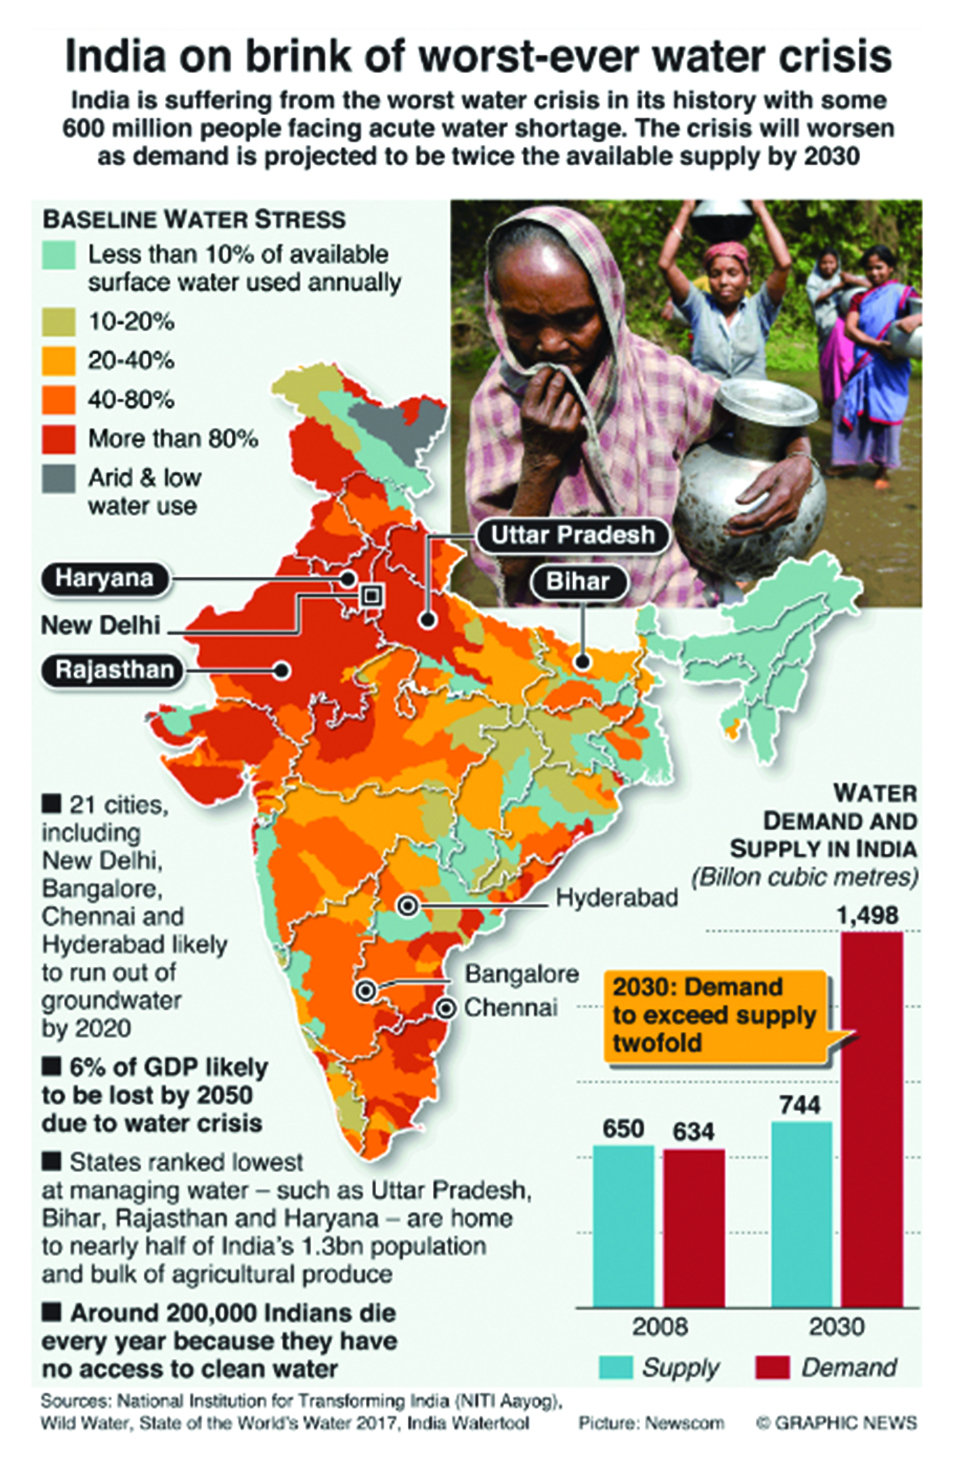 India on brink of worst-ever water crisis
India is suffering from the worst water crisis in its history with some
600 million people facing acute water shortage. The crisis will worsen
as demand is projected to be twice the available supply by 2030
BASELINE WATER STRESS
Less than 10% of available
surface water used annually
10-20%
20-40%
40-80%
More than 80%
Arid & low
water use
Uttar Pradesh
Bihar
Haryana
New Delhi
Rajasthan
Hyderabad
Bangalore
Chennai
■ 21 cities,
including
New Delhi,
Bangalore,
Chennai and
Hyderabad likely
to run out of
groundwater
by 2020
■ 6% of GDP likely
to be lost by 2050
due to water crisis
■ States ranked lowest
at managing water – such as Uttar Pradesh,
Bihar, Rajasthan and Haryana – are home
to nearly half of India's 1.3bn population
and bulk of agricultural produce
■ Around 200,000 Indians die
every year because they have
no access to clean water
WATER
DEMAND AND
SUPPLY IN INDIA
(Billon cubic metres)
1,498
2030: Demand
to exceed supply
twofold
744
650
634
2008
2030
Supply
Demand
Sources: National Institution for Transforming India (NITI Aayog),
Wild Water, State of the World's Water 2017, India Watertool
Picture: Newscom
© GRAPHIC NEWS